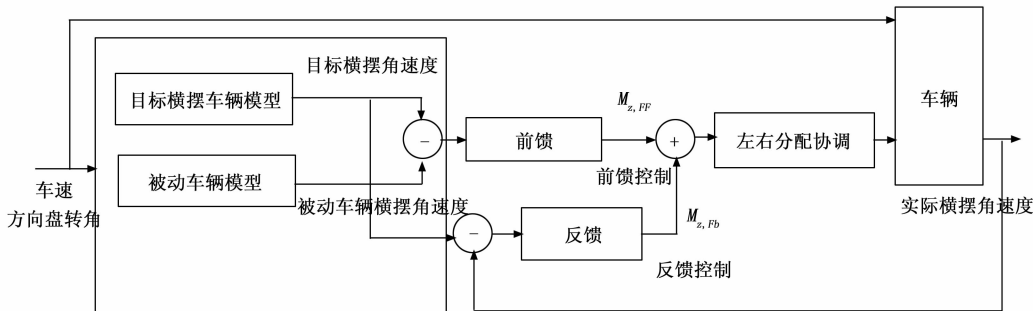 目标横摆角速度
目标横摆车辆模型
被动车辆模型
被动车辆横摆角速度
车速
方向盘转角
−
前馈
M_{z, FF}
+
前馈控制
左右分配协调
车辆
实际横摆角速度
−
反馈
M_{z, Fb}
反馈控制